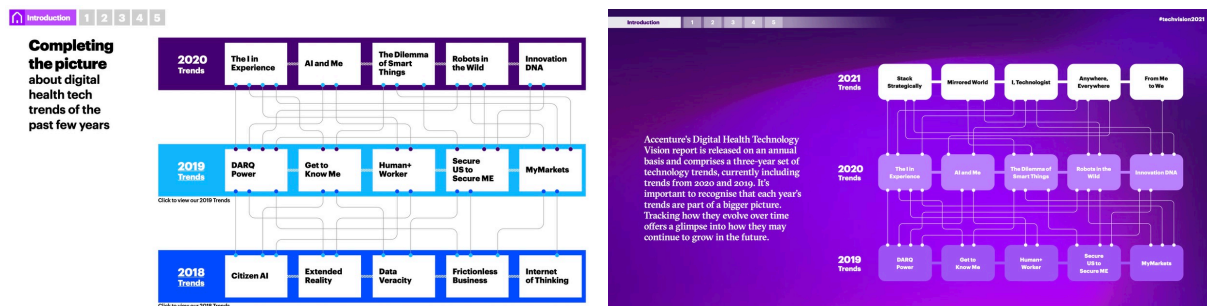 Introduction 1 2 3 4 5
Completing
the picture
about digital
health tech
trends of the
past few years
2020
Trends
The I in
Experience
AI and Me
The Dilemma
of Smart
Things
Robots in
the Wild
Innovation
DNA
2019
Trends
DARQ
Power
Get to
Know Me
Human+
Worker
Secure
US to
Secure ME
MyMarkets
Click to view our 2019 Trends
2018
Trends
Citizen AI
Extended
Reality
Data
Veracity
Frictionless
Business
Internet
of Thinking
Click to view our 2018 Trends
Introduction 1 2 3 4 5
#techvision2021
Accenture's Digital Health Technology
Vision report is released on an annual
basis and comprises a three-year set of
technology trends, currently including
trends from 2020 and 2019. It's
important to recognise that each year's
trends are part of a bigger picture.
Tracking how they evolve over time
offers a glimpse into how they may
continue to grow in the future.
2021
Trends
Stack
Strategically
Mirrored World
I, Technologist
Anywhere,
Everywhere
From Me
to We
2020
Trends
The I in
Experience
AI and Me
The Dilemma of
Smart Things
Robots in the
Wild
Innovation DNA
2019
Trends
DARQ
Power
Get to
Know Me
Human+
Worker
Secure
US to
Secure ME
MyMarkets